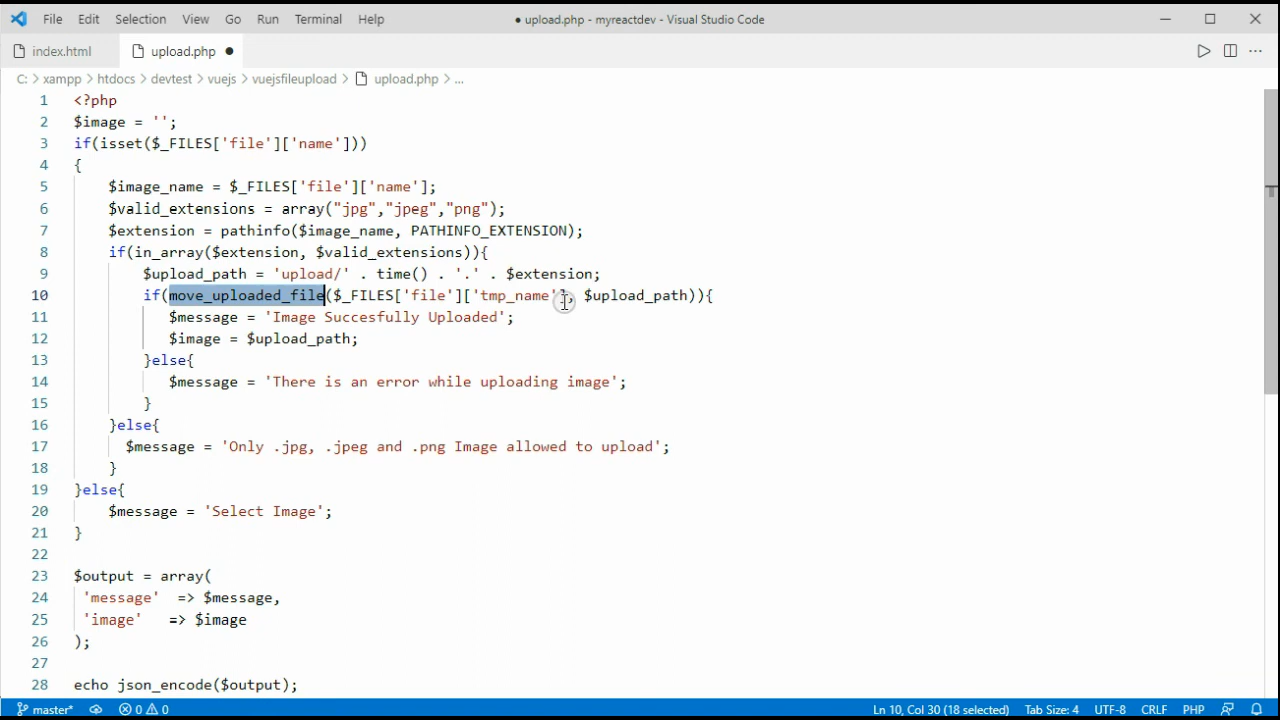 File Edit Selection View Go Run Terminal Help ● upload.php - myreactdev - Visual Studio Code
index.html upload.php ●
C: > xampp > htdocs > devtest > vuejs > vuejsfileupload > upload.php > ...
1 <?php
2 $image = '';
3 if(isset($_FILES['file']['name']))
4 {
5 $image_name = $_FILES['file']['name'];
6 $valid_extensions = array("jpg","jpeg","png");
7 $extension = pathinfo($image_name, PATHINFO_EXTENSION);
8 if(in_array($extension, $valid_extensions)){
9 $upload_path = 'upload/' . time() . '.' . $extension;
10 if(move_uploaded_file($_FILES['file']['tmp_name'], $upload_path)){
11 $message = 'Image Succesfully Uploaded';
12 $image = $upload_path;
13 }else{
14 $message = 'There is an error while uploading image';
15 }
16 }else{
17 $message = 'Only .jpg, .jpeg and .png Image allowed to upload';
18 }
19 }else{
20 $message = 'Select Image';
21 }
22
23 $output = array(
24 'message' => $message,
25 'image' => $image
26 );
27
28 echo json_encode($output);
master* 0 0 Ln 10, Col 30 (18 selected) Tab Size: 4 UTF-8 CRLF PHP